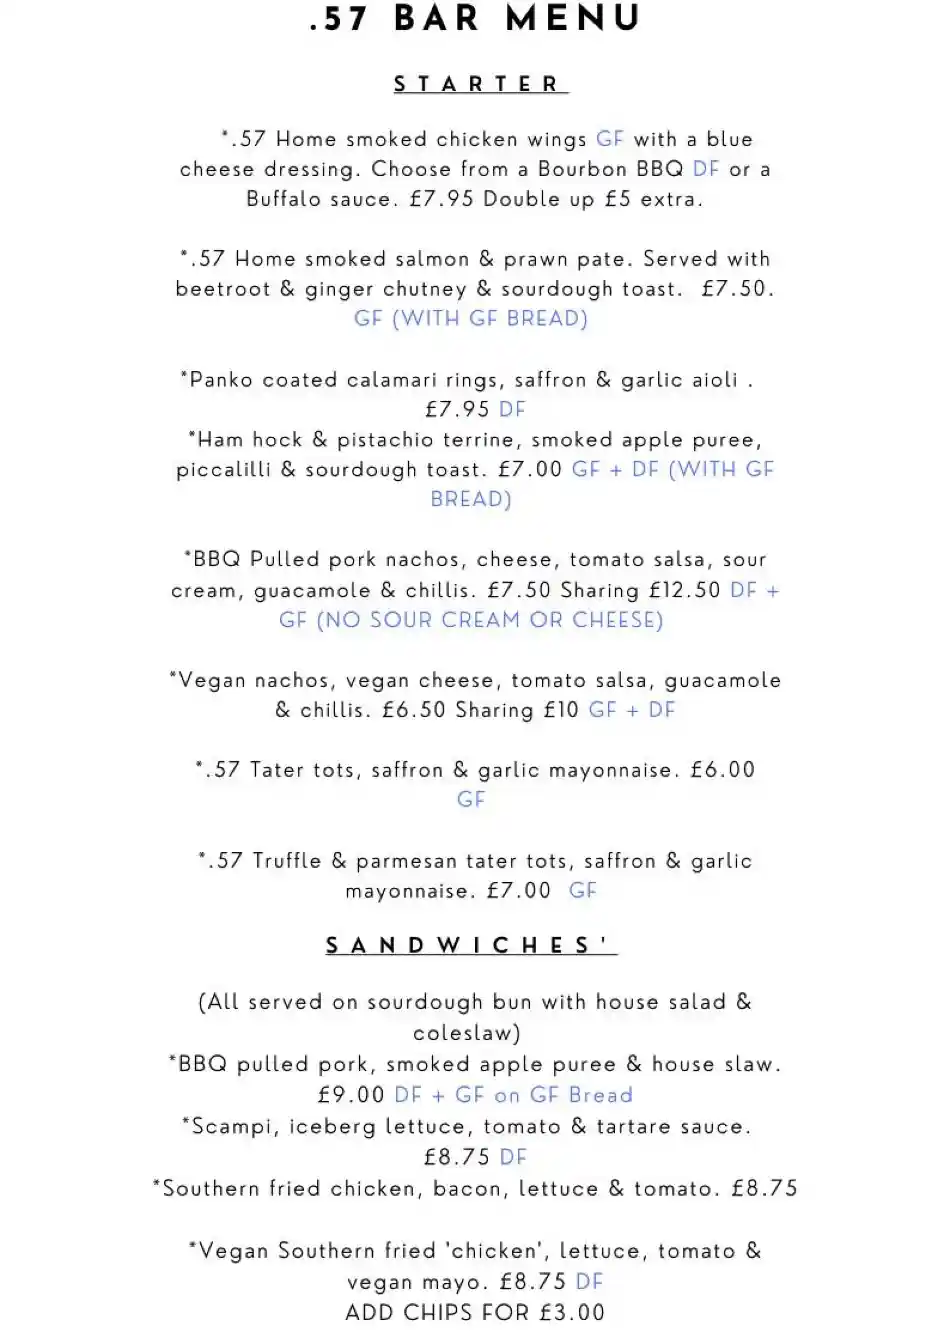 .57 BAR MENU
STARTER
*.57 Home smoked chicken wings GF with a blue
cheese dressing. Choose from a Bourbon BBQ DF or a
Buffalo sauce. £7.95 Double up £5 extra.
*.57 Home smoked salmon & prawn pate. Served with
beetroot & ginger chutney & sourdough toast. £7.50.
GF (WITH GF BREAD)
*Panko coated calamari rings, saffron & garlic aioli .
£7.95 DF
*Ham hock & pistachio terrine, smoked apple puree,
piccalilli & sourdough toast. £7.00 GF + DF (WITH GF
BREAD)
*BBQ Pulled pork nachos, cheese, tomato salsa, sour
cream, guacamole & chillis. £7.50 Sharing £12.50 DF +
GF (NO SOUR CREAM OR CHEESE)
*Vegan nachos, vegan cheese, tomato salsa, guacamole
& chillis. £6.50 Sharing £10 GF + DF
*.57 Tater tots, saffron & garlic mayonnaise. £6.00
GF
*.57 Truffle & parmesan tater tots, saffron & garlic
mayonnaise. £7.00 GF
SANDWICHES'
(All served on sourdough bun with house salad &
coleslaw)
*BBQ pulled pork, smoked apple puree & house slaw.
£9.00 DF + GF on GF Bread
*Scampi, iceberg lettuce, tomato & tartare sauce.
£8.75 DF
*Southern fried chicken, bacon, lettuce & tomato. £8.75
*Vegan Southern fried 'chicken', lettuce, tomato &
vegan mayo. £8.75 DF
ADD CHIPS FOR £3.00